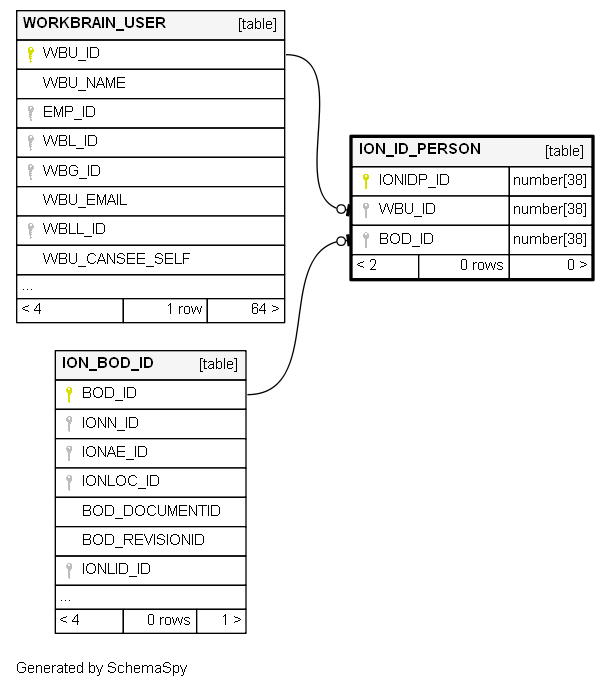 WORKBRAIN_USER [table]
WBU_ID
WBU_NAME
EMP_ID
WBL_ID
WBG_ID
WBU_EMAIL
WBLL_ID
WBU_CANSEE_SELF
...
< 4 1 row 64 >
ION_ID_PERSON [table]
IONIDP_ID number[38]
WBU_ID number[38]
BOD_ID number[38]
< 2 0 rows 0 >
ION_BOD_ID [table]
BOD_ID
IONN_ID
IONAE_ID
IONLOC_ID
BOD_DOCUMENTID
BOD_REVISIONID
IONLID_ID
...
< 4 0 rows 1 >
Generated by SchemaSpy